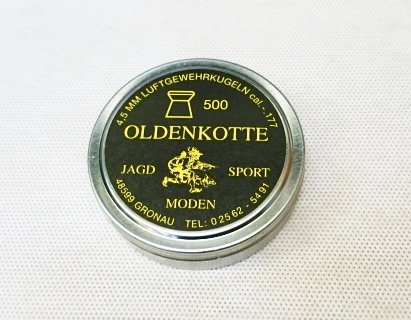 4,5 MM LUFTGEWEHRKUGELN cal.-.177
500
OLDENKOTTE
JAGD SPORT
MODEN
48599 GRONAU TEL: 0 25 62 - 54 91